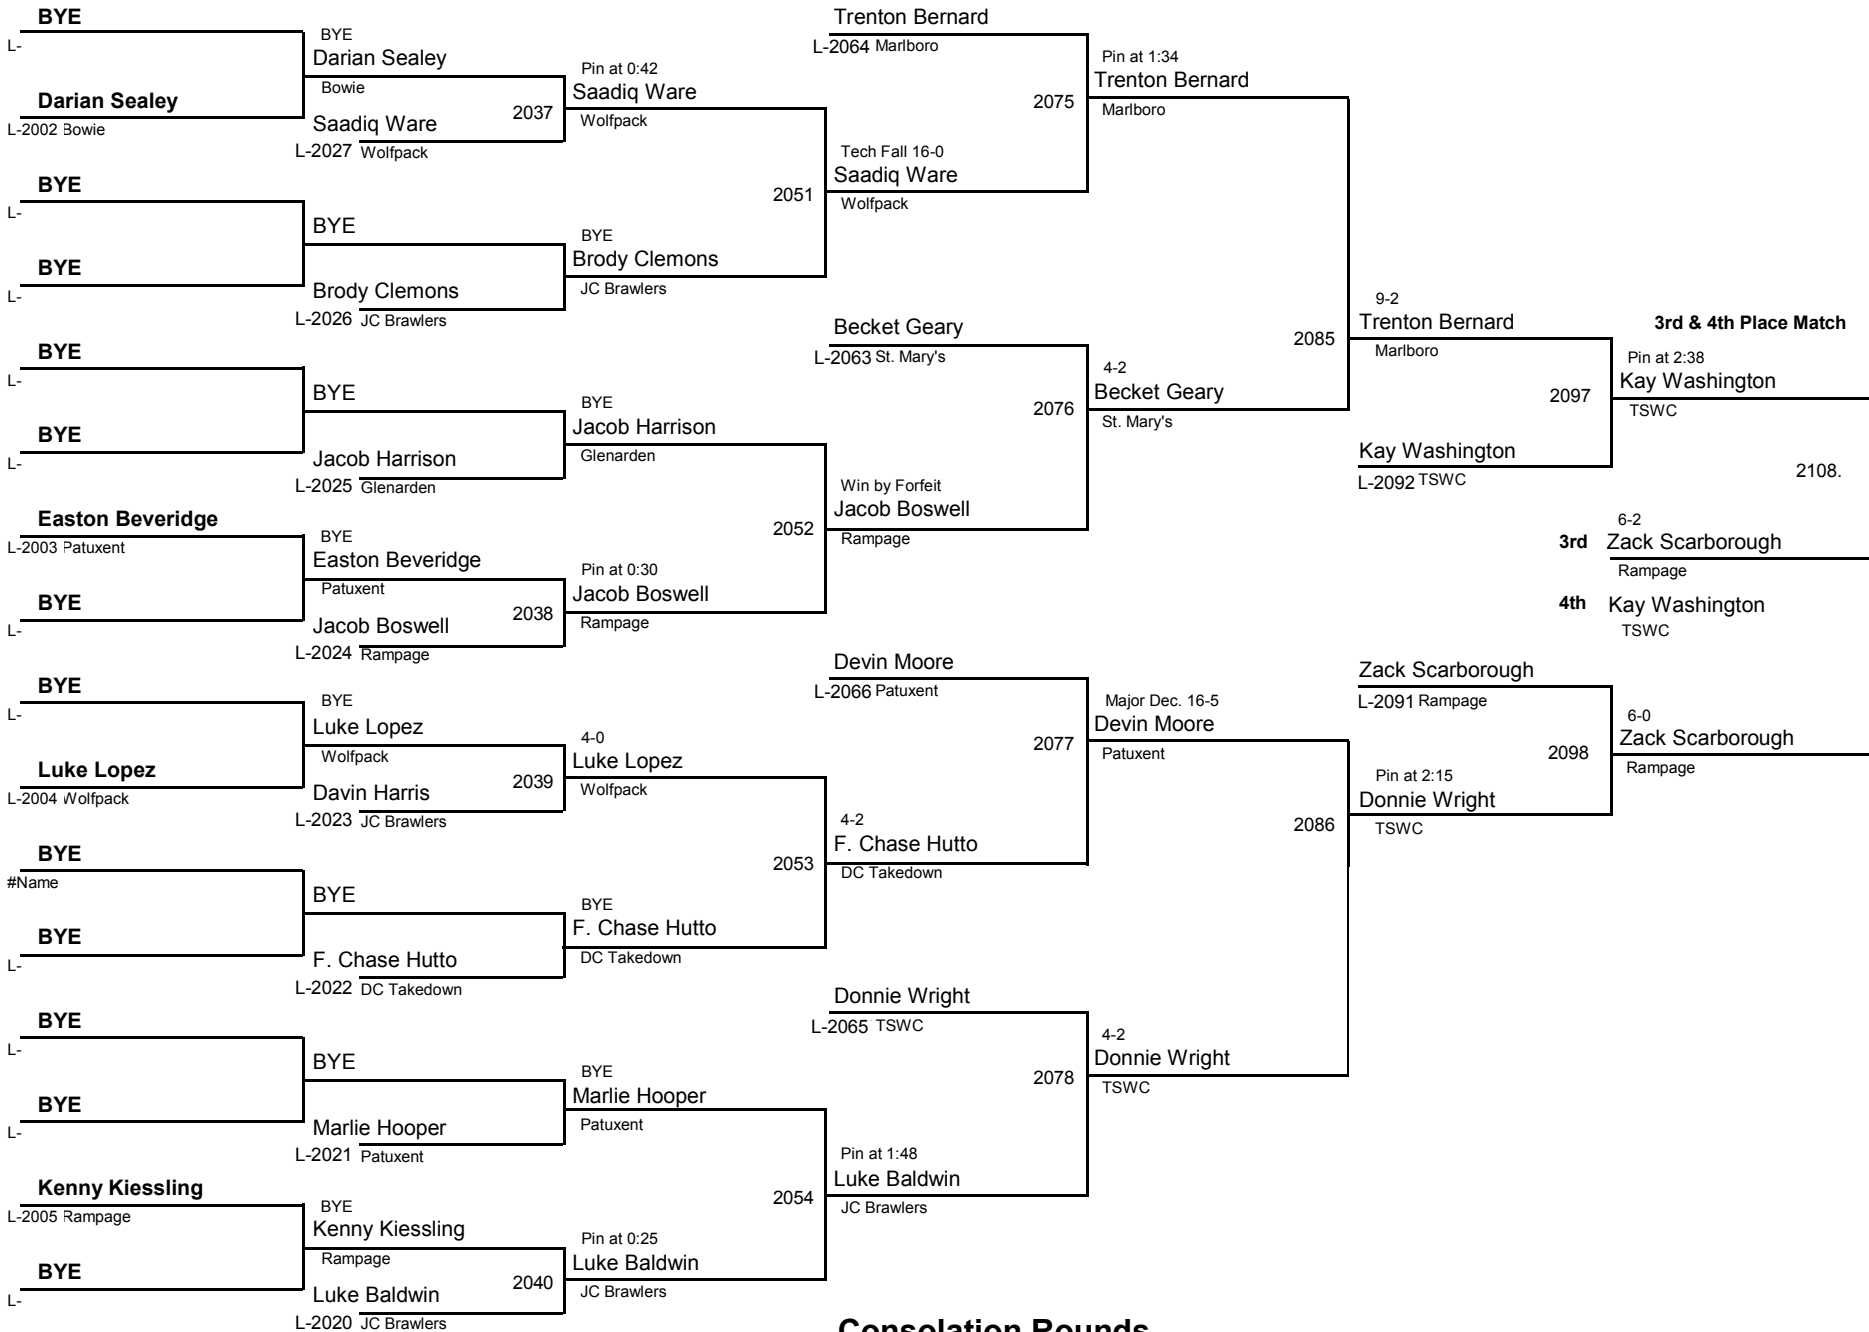 BYE
L-
Darian Sealey
L-2002 Bowie
BYE
L-
BYE
L-
BYE
L-
BYE
L-
Easton Beveridge
L-2003 Patuxent
BYE
L-
BYE
L-
Luke Lopez
L-2004 Wolfpack
BYE
#Name
BYE
L-
BYE
L-
BYE
L-
Kenny Kiessling
L-2005 Rampage
BYE
L-
BYE
Darian Sealey
Bowie
Saadiq Ware
2037
L-2027 Wolfpack
BYE
Brody Clemons
L-2026 JC Brawlers
BYE
Jacob Harrison
L-2025 Glenarden
BYE
Easton Beveridge
Patuxent
Jacob Boswell
2038
L-2024 Rampage
BYE
Luke Lopez
Wolfpack
Davin Harris
2039
L-2023 JC Brawlers
BYE
F. Chase Hutto
L-2022 DC Takedown
BYE
Marlie Hooper
L-2021 Patuxent
BYE
Kenny Kiessling
Rampage
Luke Baldwin
2040
L-2020 JC Brawlers
Pin at 0:42
Saadiq Ware
Wolfpack
2051
BYE
Brody Clemons
JC Brawlers
BYE
Jacob Harrison
Glenarden
2052
Pin at 0:30
Jacob Boswell
Rampage
4-0
Luke Lopez
Wolfpack
2053
BYE
F. Chase Hutto
DC Takedown
BYE
Marlie Hooper
Patuxent
2054
Pin at 0:25
Luke Baldwin
JC Brawlers
Trenton Bernard
L-2064 Marlboro
2075
Tech Fall 16-0
Saadiq Ware
Wolfpack
Becket Geary
L-2063 St. Mary's
2076
Win by Forfeit
Jacob Boswell
Rampage
Devin Moore
L-2066 Patuxent
2077
4-2
F. Chase Hutto
DC Takedown
Donnie Wright
L-2065 TSWC
2078
Pin at 1:48
Luke Baldwin
JC Brawlers
Pin at 1:34
Trenton Bernard
Marlboro
2085
4-2
Becket Geary
St. Mary's
Major Dec. 16-5
Devin Moore
Patuxent
2086
4-2
Donnie Wright
TSWC
9-2
Trenton Bernard
Marlboro
2097
Kay Washington
L-2092 TSWC
Zack Scarborough
L-2091 Rampage
2098
Pin at 2:15
Donnie Wright
TSWC
3rd & 4th Place Match
Pin at 2:38
Kay Washington
TSWC
2108.
6-2
3rd Zack Scarborough
Rampage
4th Kay Washington
TSWC
6-0
Zack Scarborough
Rampage
Consolation Rounds